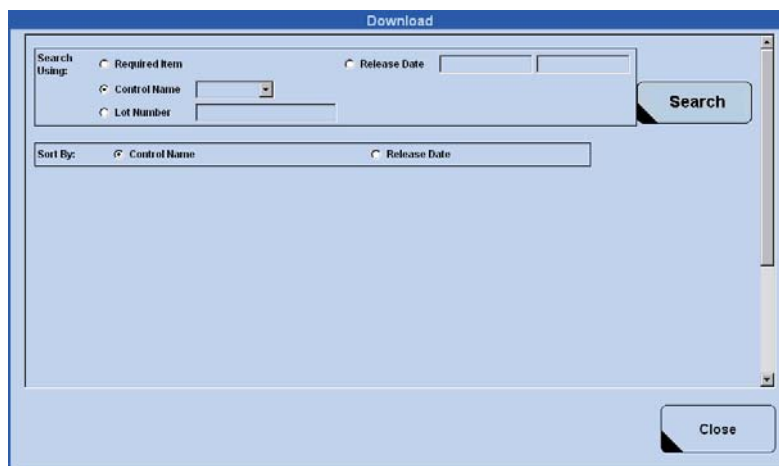 Download
Search Using:
Required Item
Release Date
Control Name
Lot Number
Search
Sort By:
Control Name
Release Date
Close